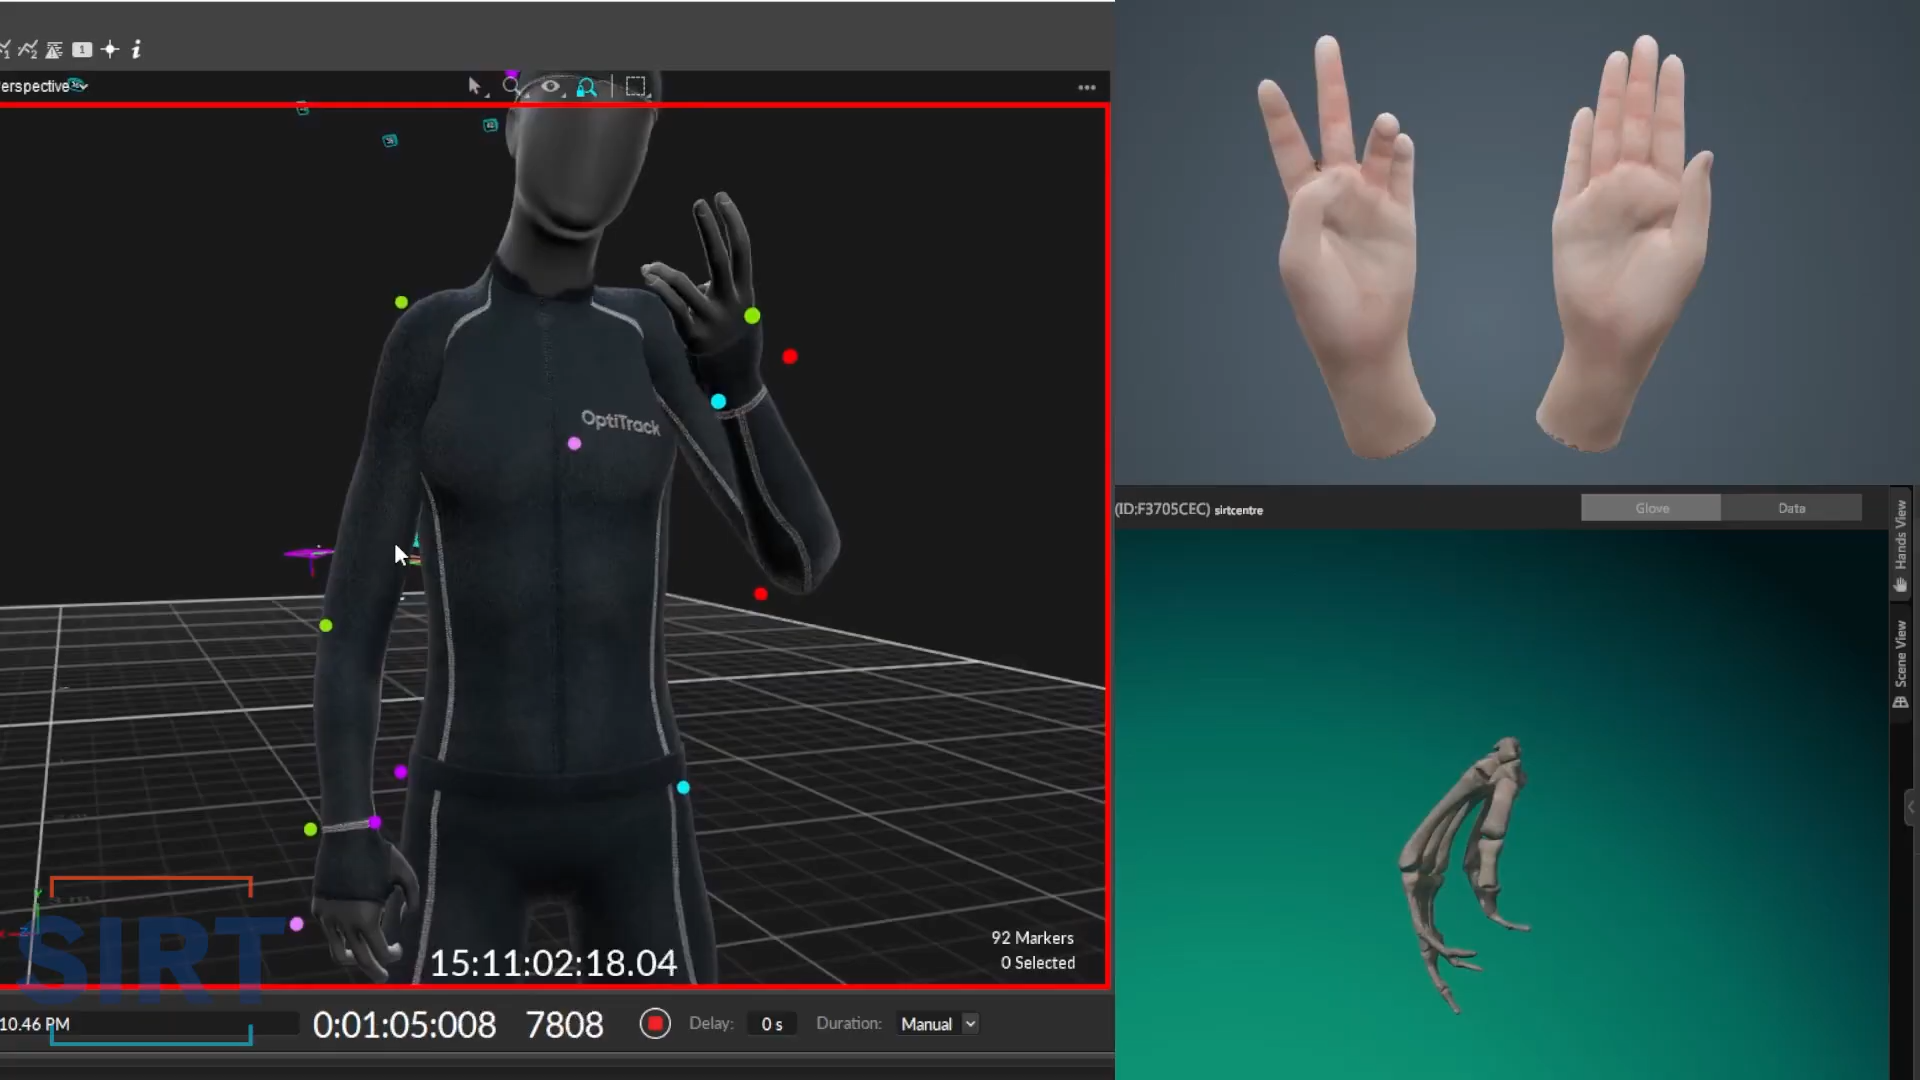 erspective
OptiTrack
15:11:02:18.04
92 Markers
0 Selected
10.46 PM
0:01:05:008
7808
Delay:
0 s
Duration:
Manual
SIRT
(ID:F3705CEC) sirtcentre
Glove
Data
Hands View
Scene View